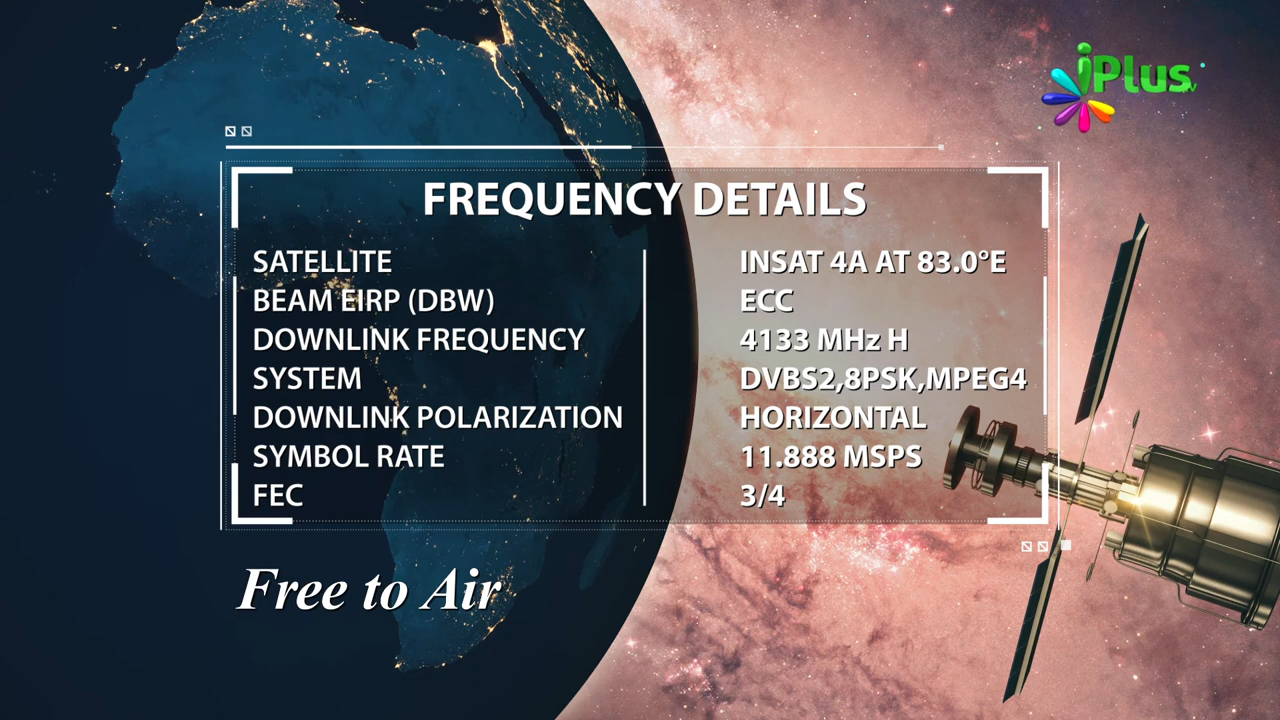 iPlus
TV
FREQUENCY DETAILS
SATELLITE INSAT 4A AT 83.0°E
BEAM EIRP (DBW) ECC
DOWNLINK FREQUENCY 4133 MHz H
SYSTEM DVBS2,8PSK,MPEG4
DOWNLINK POLARIZATION HORIZONTAL
SYMBOL RATE 11.888 MSPS
FEC 3/4
Free to Air